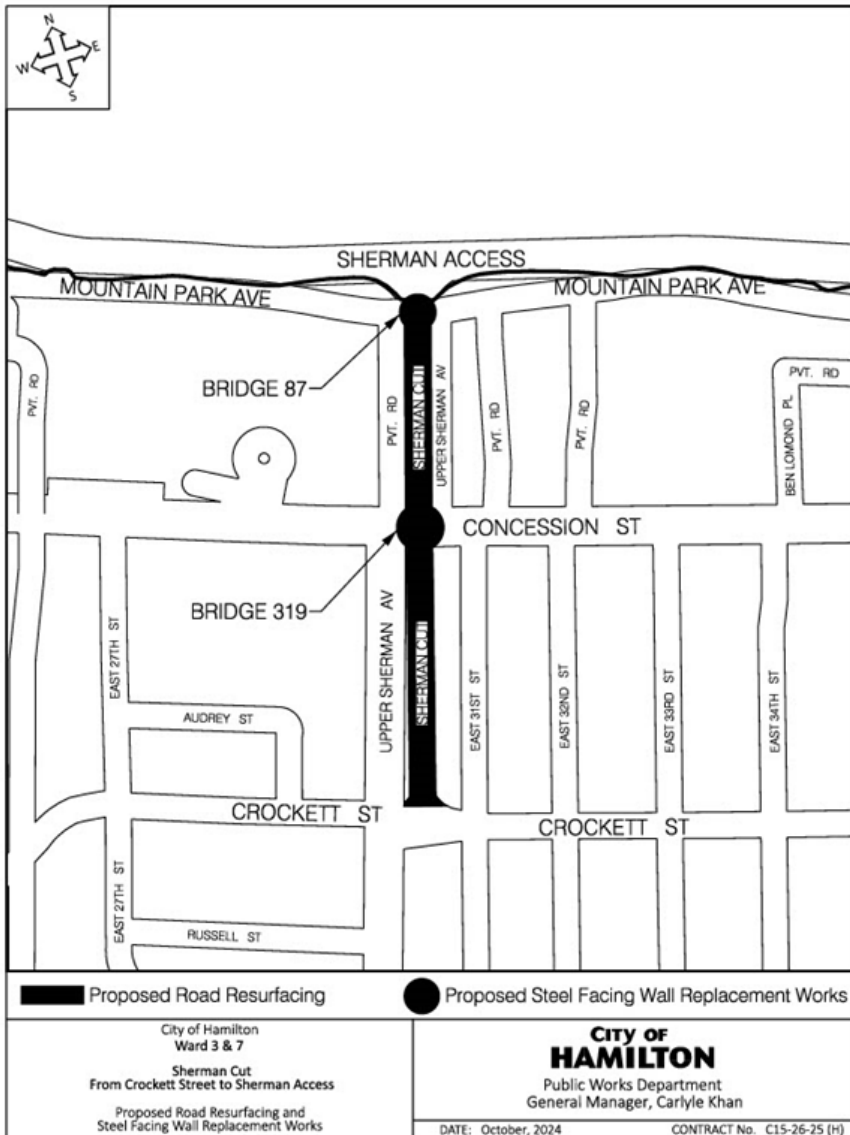 N
E
W
S
SHERMAN ACCESS
MOUNTAIN PARK AVE
MOUNTAIN PARK AVE
BRIDGE 87
PVT. RD
PVT. RD
SHERMAN CUT
UPPER SHERMAN AV
PVT. RD
PVT. RD
PVT. RD
BEN LOMOND PL
CONCESSION ST
BRIDGE 319
EAST 27TH ST
UPPER SHERMAN AV
SHERMAN CUT
EAST 31ST ST
EAST 32ND ST
EAST 33RD ST
EAST 34TH ST
AUDREY ST
CROCKETT ST
CROCKETT ST
EAST 27TH ST
RUSSELL ST
Proposed Road Resurfacing
Proposed Steel Facing Wall Replacement Works
City of Hamilton
Ward 3 & 7
Sherman Cut
From Crockett Street to Sherman Access
Proposed Road Resurfacing and
Steel Facing Wall Replacement Works
CITY OF
HAMILTON
Public Works Department
General Manager, Carlyle Khan
DATE: October, 2024
CONTRACT No. C15-26-25 (H)